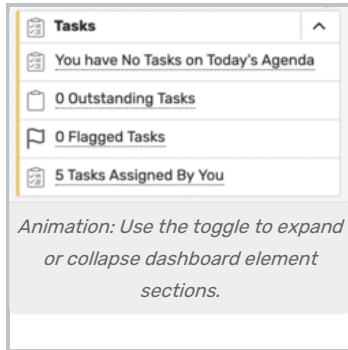 Tasks
You have No Tasks on Today's Agenda
0 Outstanding Tasks
0 Flagged Tasks
5 Tasks Assigned By You
Animation: Use the toggle to expand
or collapse dashboard element
sections.